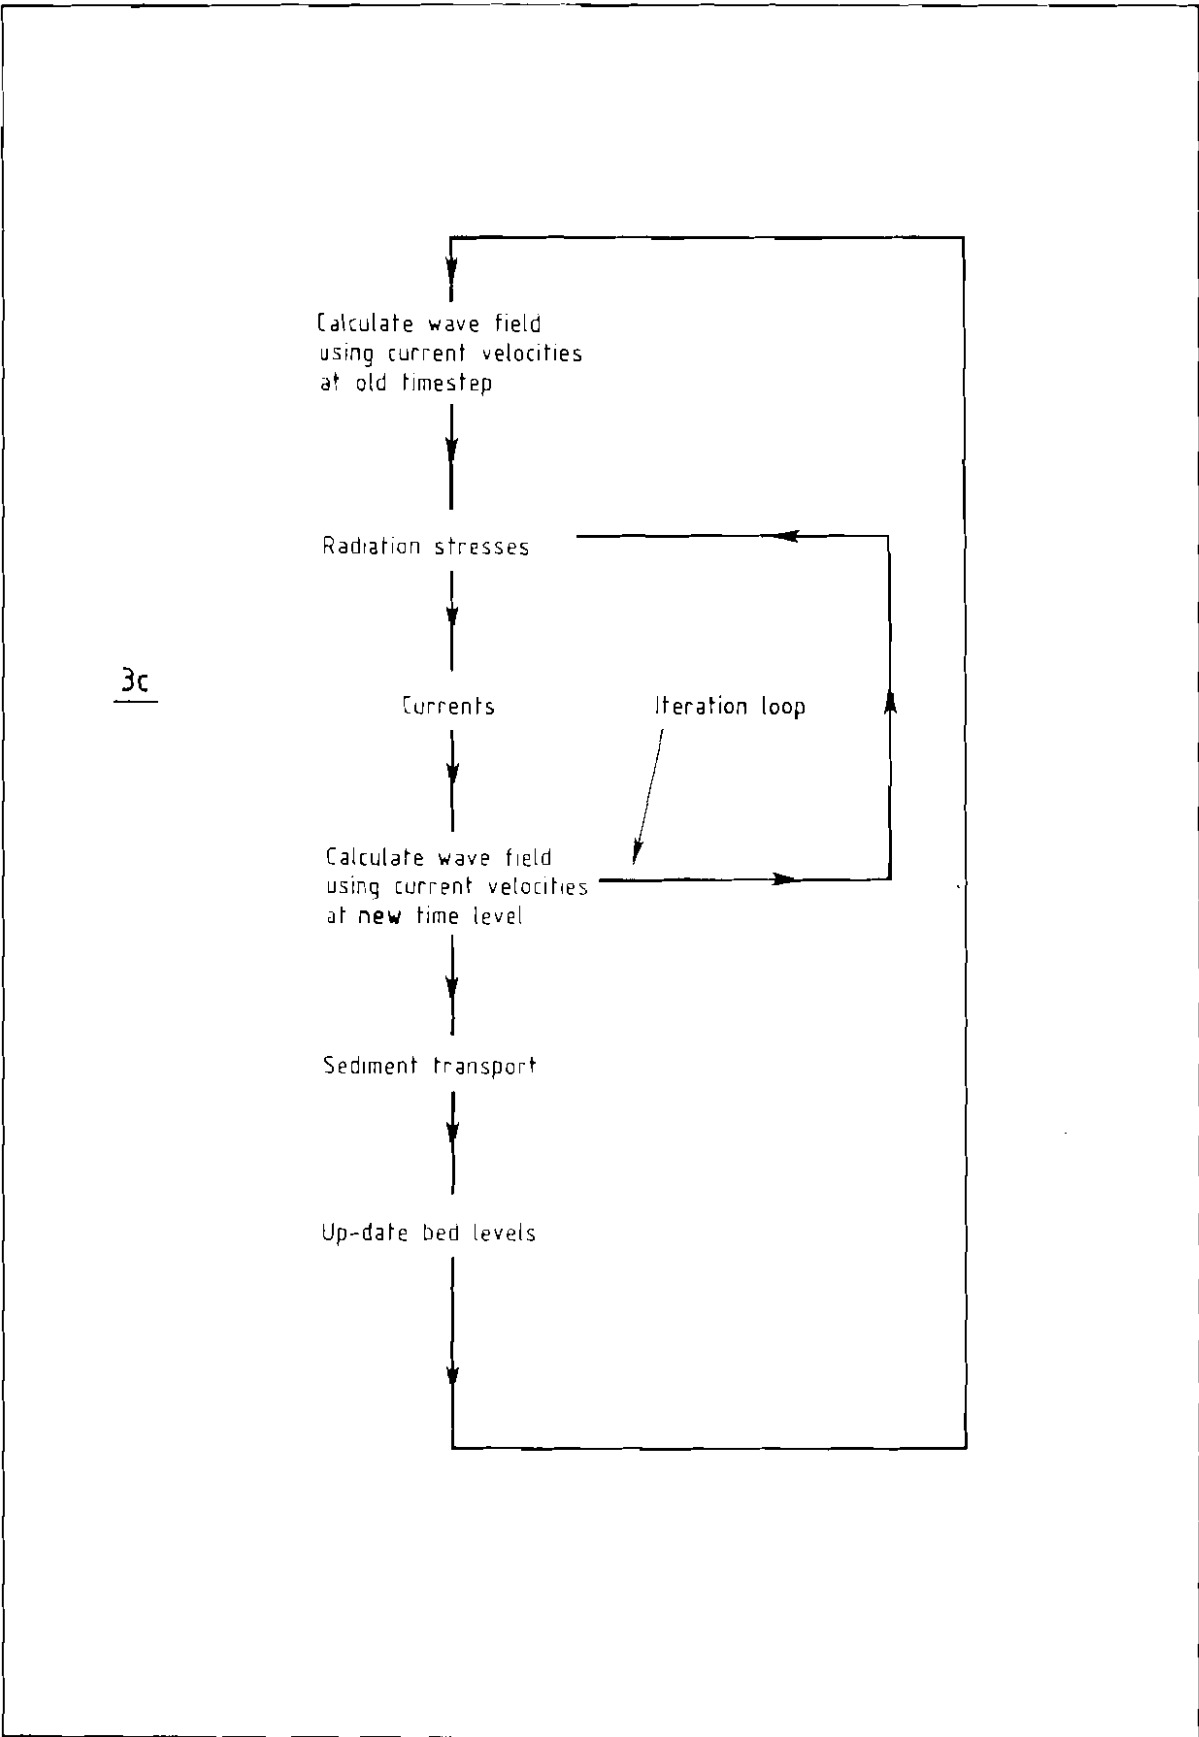 Calculate wave field
using current velocities
at old timestep
Radiation stresses
3c
Currents
Iteration loop
Calculate wave field
using current velocities
at new time level
Sediment transport
Up-date bed levels